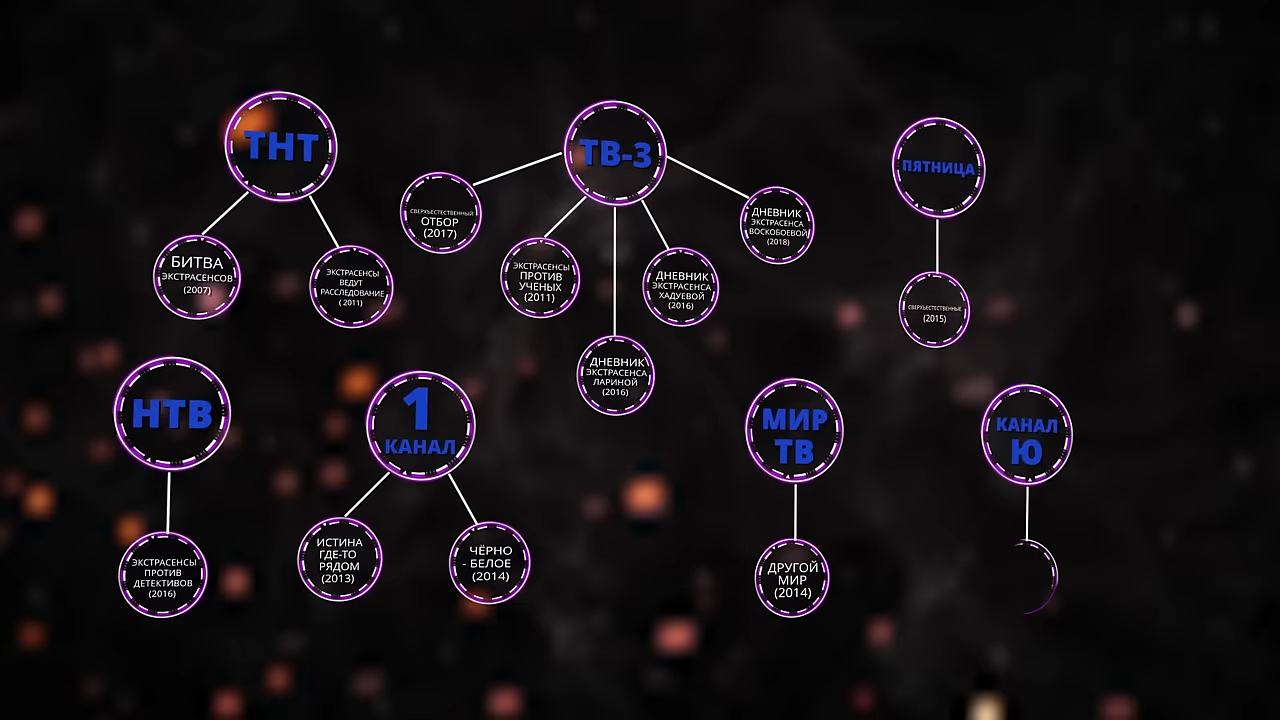 ТНТ
БИТВА
ЭКСТРАСЕНСОВ
(2007)
ЭКСТРАСЕНСЫ
ВЕДУТ
РАССЛЕДОВАНИЕ
( 2011)
ТВ-3
СВЕРХЪЕСТЕСТВЕННЫЙ
ОТБОР
(2017)
ЭКСТРАСЕНСЫ
ПРОТИВ
УЧЕНЫХ
(2011)
ДНЕВНИК
ЭКСТРАСЕНСА
ЛАРИНОЙ
(2016)
ДНЕВНИК
ЭКСТРАСЕНСА
ХАДУЕВОЙ
(2016)
ДНЕВНИК
ЭКСТРАСЕНСА
ВОСКОБОЕВОЙ
(2018)
ПЯТНИЦА
СВЕРХЪЕСТЕСТВЕННЫЕ
(2015)
НТВ
ЭКСТРАСЕНСЫ
ПРОТИВ
ДЕТЕКТИВОВ
(2016)
1
КАНАЛ
ИСТИНА
ГДЕ-ТО
РЯДОМ
(2013)
ЧЁРНО
- БЕЛОЕ
(2014)
МИР
ТВ
ДРУГОЙ
МИР
(2014)
КАНАЛ
Ю